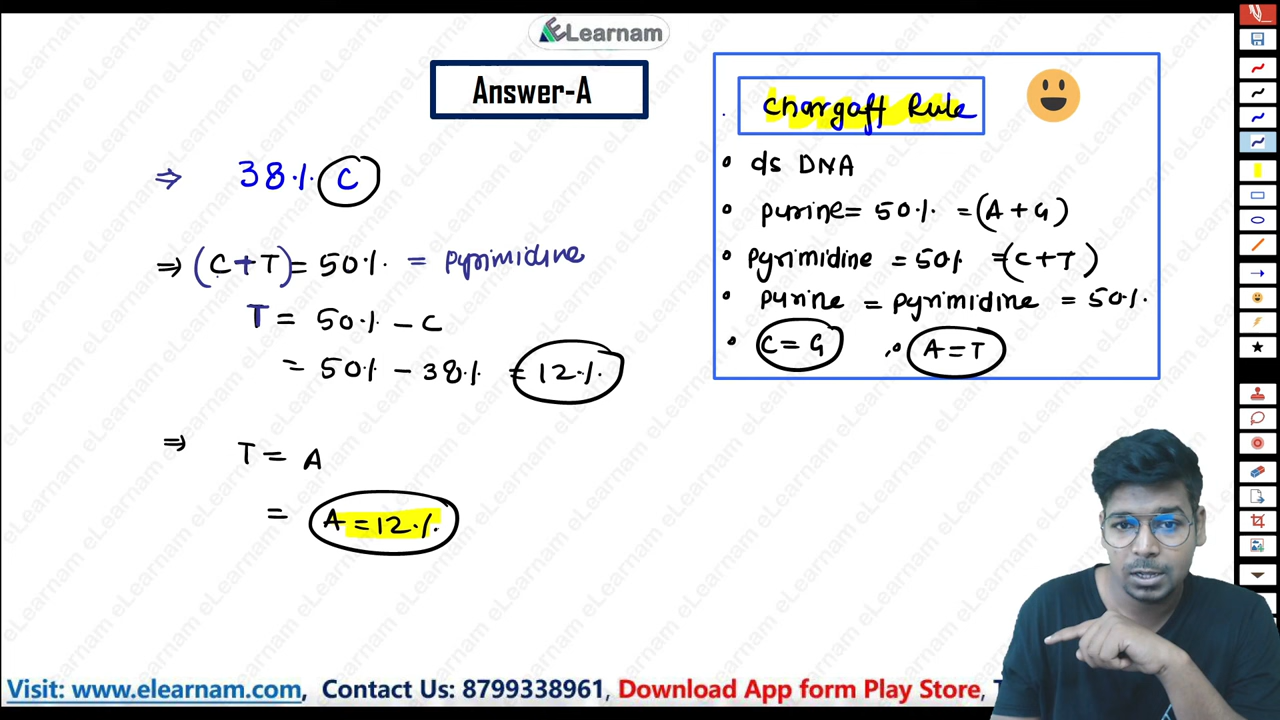 eLearnam
Answer-A
Chargaff Rule
⇒ 38% C
• ds DNA
• purine = 50% = (A+G)
• pyrimidine = 50% = (C+T)
• purine = pyrimidine = 50%.
• C = G
• A = T
⇒ (C+T) = 50% = pyrimidine
T = 50% - C
= 50% - 38% = 12%
⇒ T = A
= A = 12%
Visit: www.elearnam.com, Contact Us: 8799338961, Download App form Play Store, T